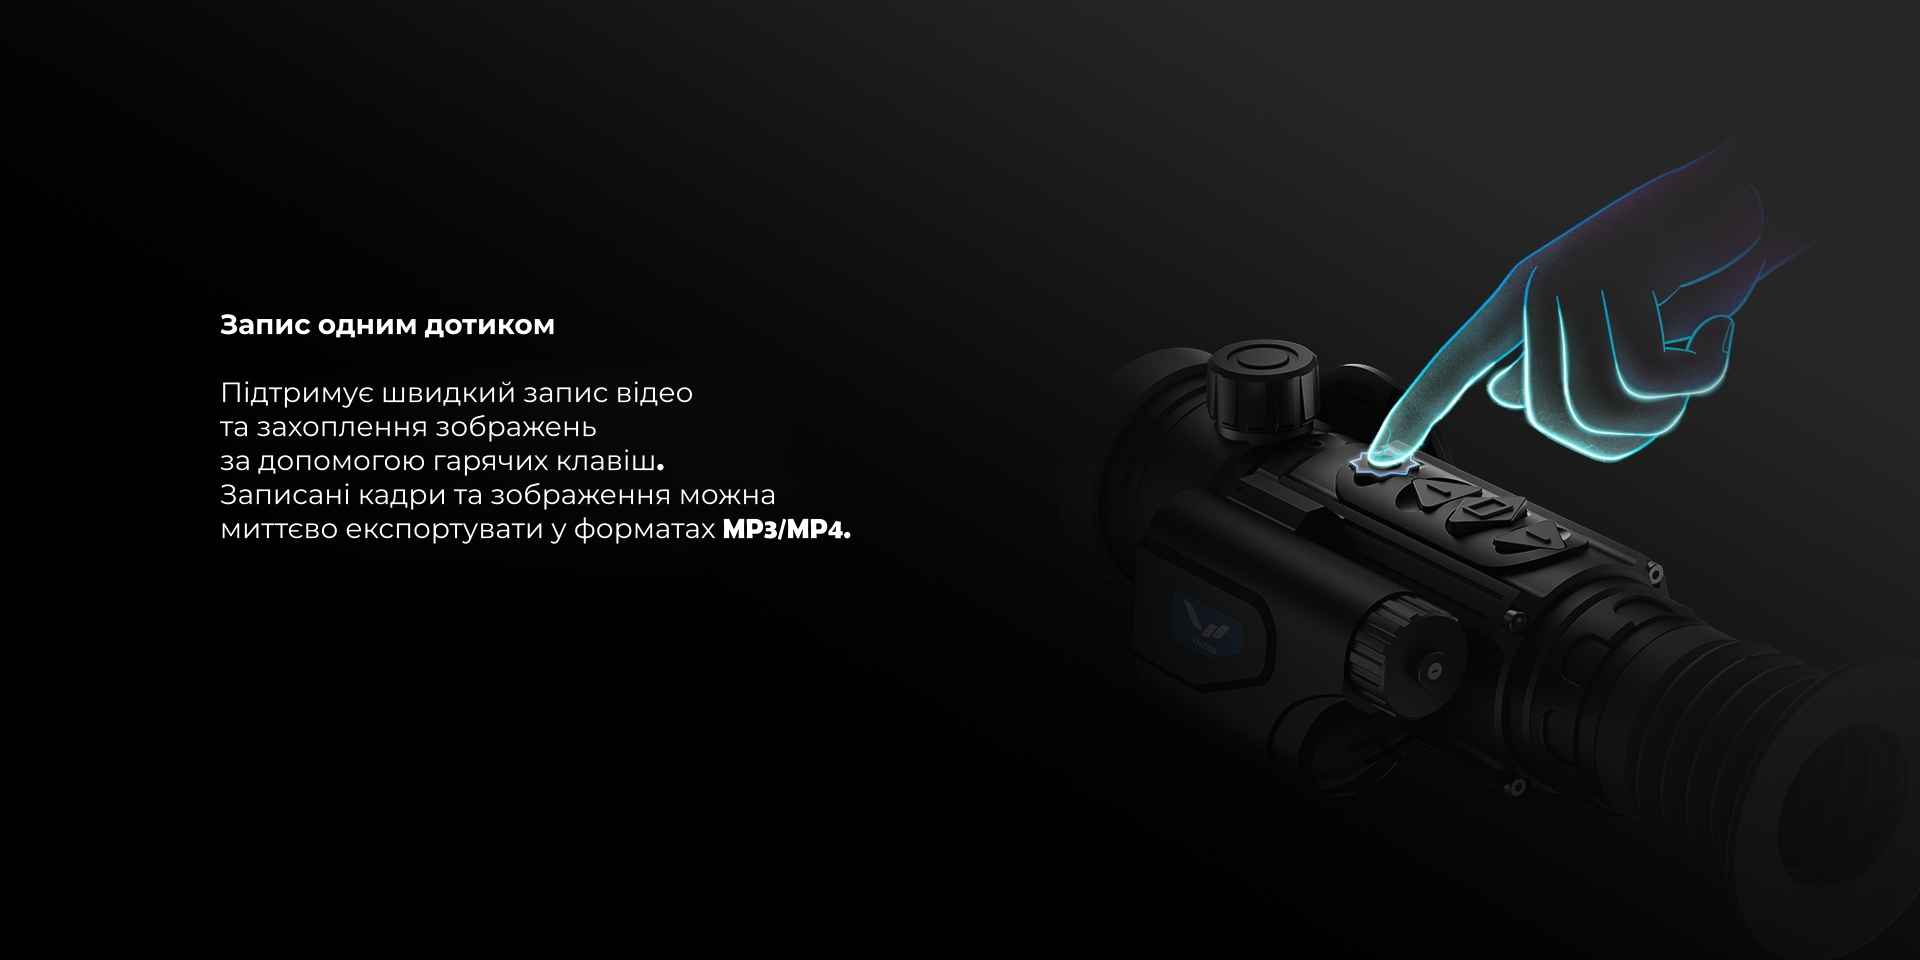 Запис одним дотиком
Підтримує швидкий запис відео
та захоплення зображень
за допомогою гарячих клавіш.
Записані кадри та зображення можна
миттєво експортувати у форматах MP3/MP4.
FALCON